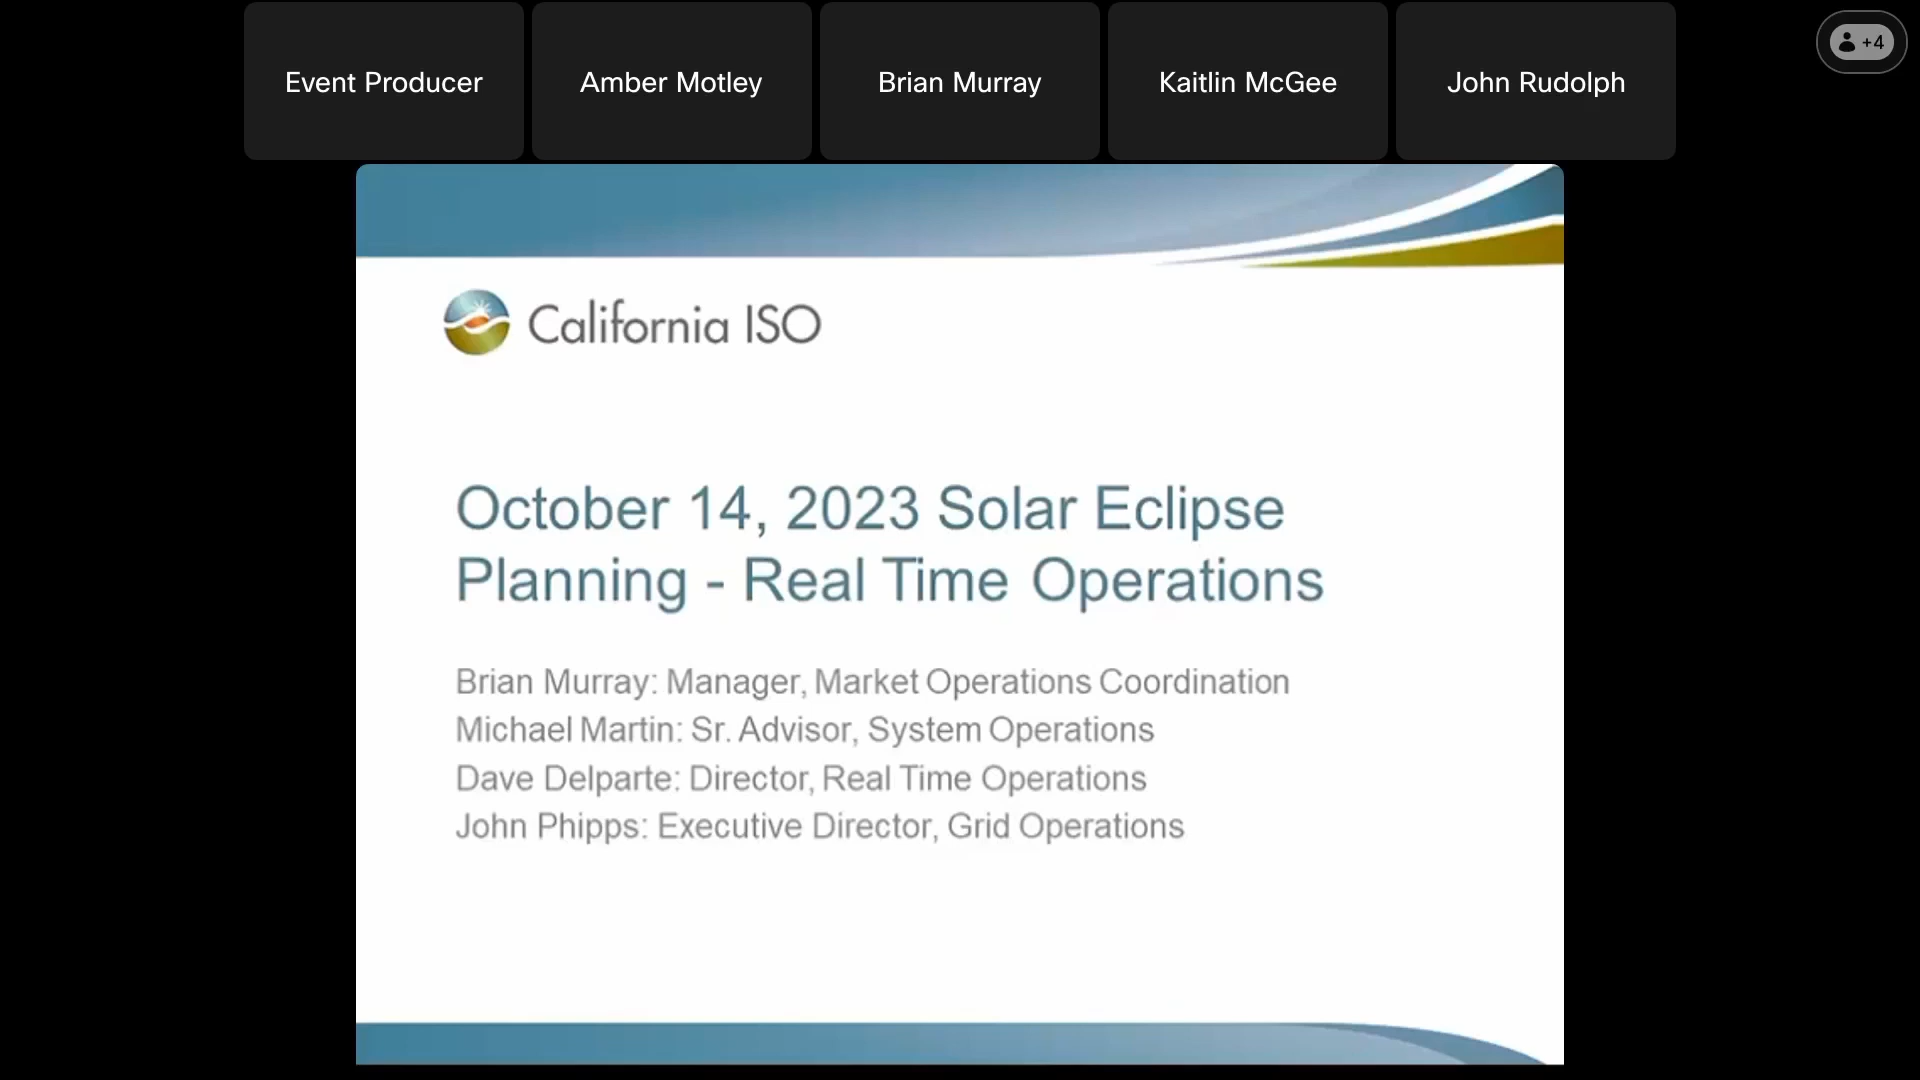 Event Producer
Amber Motley
Brian Murray
Kaitlin McGee
John Rudolph
+4
California ISO
October 14, 2023 Solar Eclipse
Planning - Real Time Operations
Brian Murray: Manager, Market Operations Coordination
Michael Martin: Sr. Advisor, System Operations
Dave Delparte: Director, Real Time Operations
John Phipps: Executive Director, Grid Operations